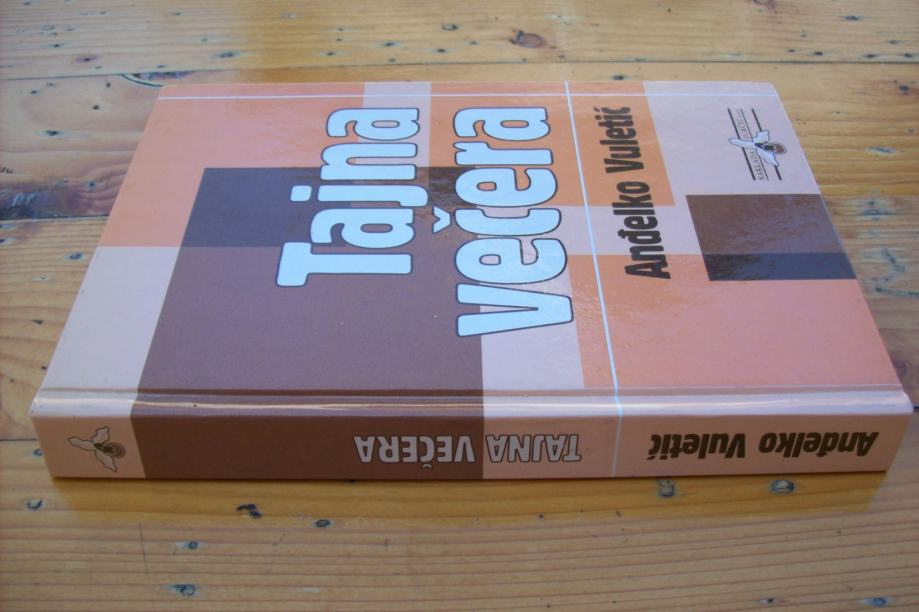 Anđelko Vuletić
Tajna
večera
TAJNA VEČERA
Anđelko Vuletić